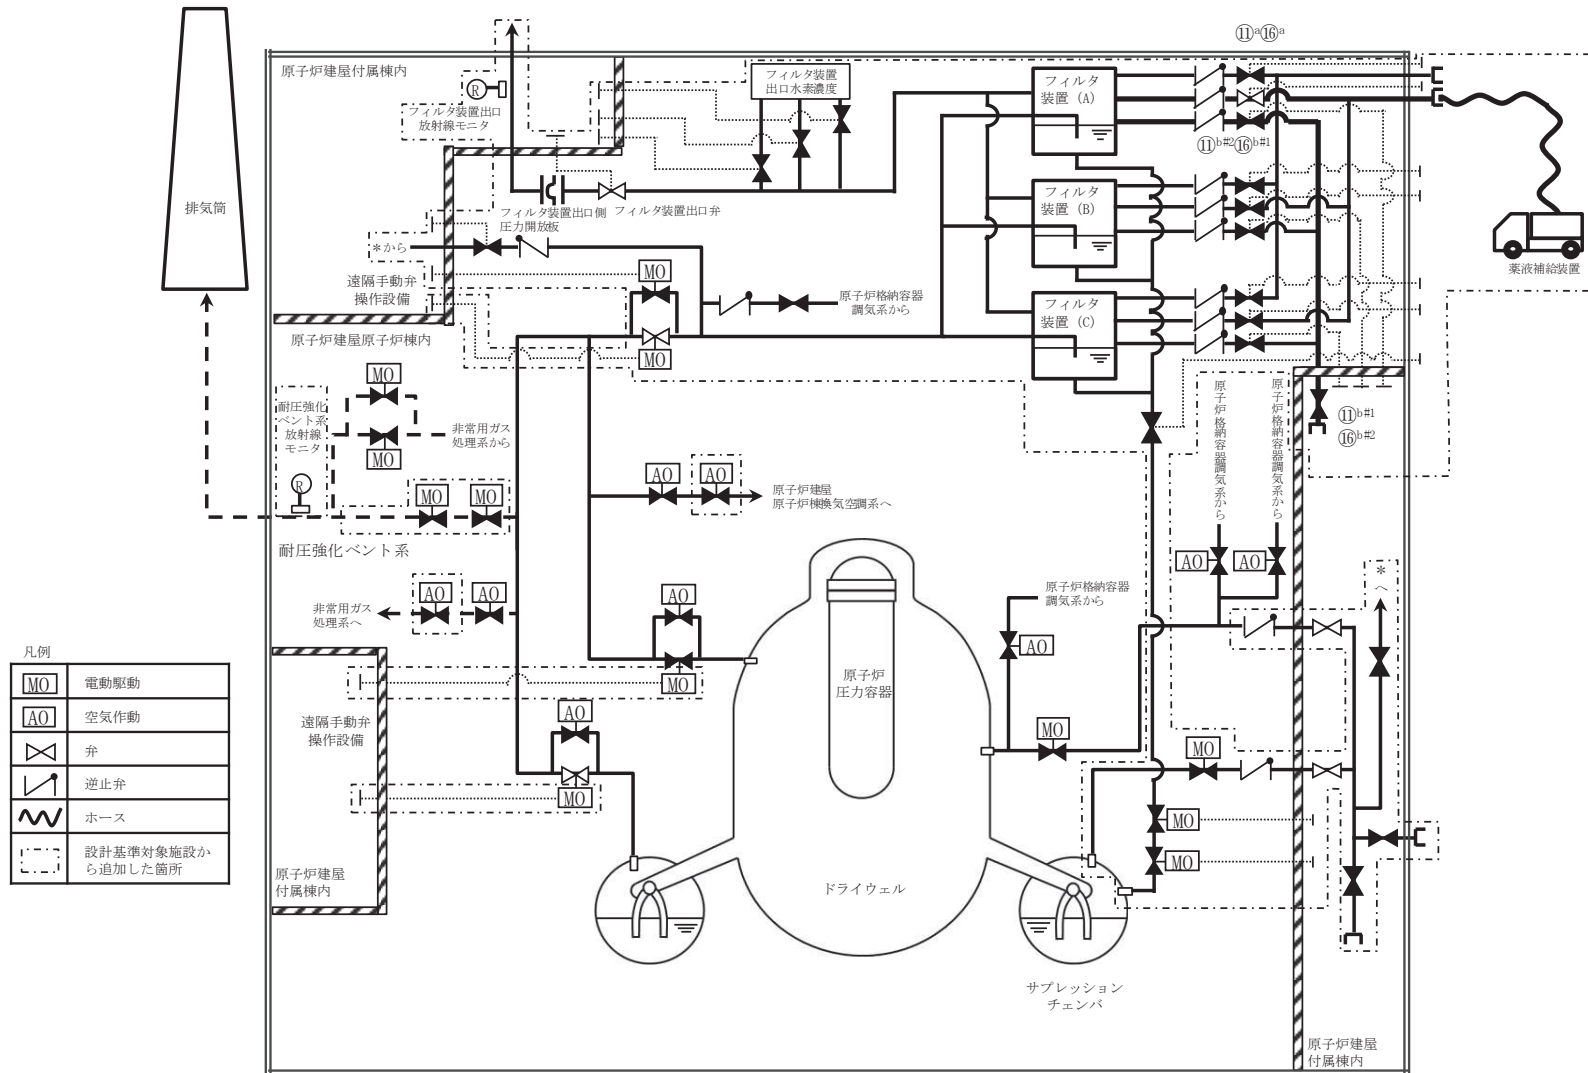 ⑪ᵃ⑯ᵃ
原子炉建屋付属棟内
R
フィルタ装置出口
放射線モニタ
フィルタ装置
出口水素濃度
フィルタ
装置（A）
⑪ᵇ#²⑯ᵇ#¹
フィルタ
装置（B）
排気筒
フィルタ装置出口側
圧力開放板
フィルタ装置出口弁
＊から
薬液補給装置
遠隔手動弁
操作設備
MO
原子炉格納容器
調気系から
フィルタ
装置（C）
原子炉建屋原子炉棟内
MO
MO
原子炉格納容器調気系から
原子炉格納容器調気系から
耐圧強化
ベント系
放射線
モニタ
非常用ガス
処理系から
MO
⑪ᵇ#¹
⑯ᵇ#²
R
MO
MO
AO
AO
原子炉建屋
原子炉棟換気空調系へ
耐圧強化ベント系
AO
AO
＊へ
AO
AO
非常用ガス
処理系へ
AO
原子炉格納容器
調気系から
AO
凡例
MO
電動駆動
AO
空気作動
弁
逆止弁
ホース
設計基準対象施設か
ら追加した箇所
MO
原子炉
圧力容器
遠隔手動弁
操作設備
AO
MO
MO
MO
MO
MO
原子炉建屋
付属棟内
ドライウェル
サプレッション
チェンバ
原子炉建屋
付属棟内